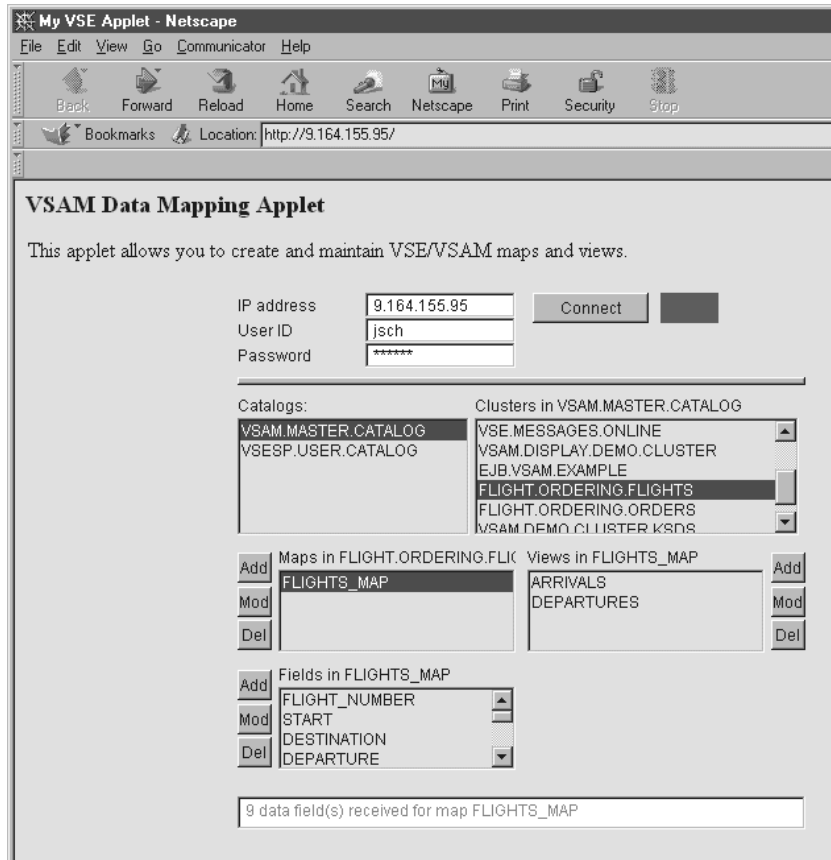 My VSE Applet - Netscape
File Edit View Go Communicator Help
My
Back Forward Reload Home Search Netscape Print Security Stop
Bookmarks Location: http://9.164.155.95/
VSAM Data Mapping Applet
This applet allows you to create and maintain VSE/VSAM maps and views.
IP address 9.164.155.95 Connect
User ID jsch
Password ******
Catalogs: Clusters in VSAM.MASTER.CATALOG
VSAM.MASTER.CATALOG VSE.MESSAGES.ONLINE
VSESP.USER.CATALOG VSAM.DISPLAY.DEMO.CLUSTER
EJB.VSAM.EXAMPLE
FLIGHT.ORDERING.FLIGHTS
FLIGHT.ORDERING.ORDERS
VSAM.DEMO.CLUSTER.KSDS
Maps in FLIGHT.ORDERING.FLI( Views in FLIGHTS_MAP
Add FLIGHTS_MAP ARRIVALS Add
Mod DEPARTURES Mod
Del Del
Fields in FLIGHTS_MAP
Add FLIGHT_NUMBER
Mod START
DESTINATION
Del DEPARTURE
9 data field(s) received for map FLIGHTS_MAP